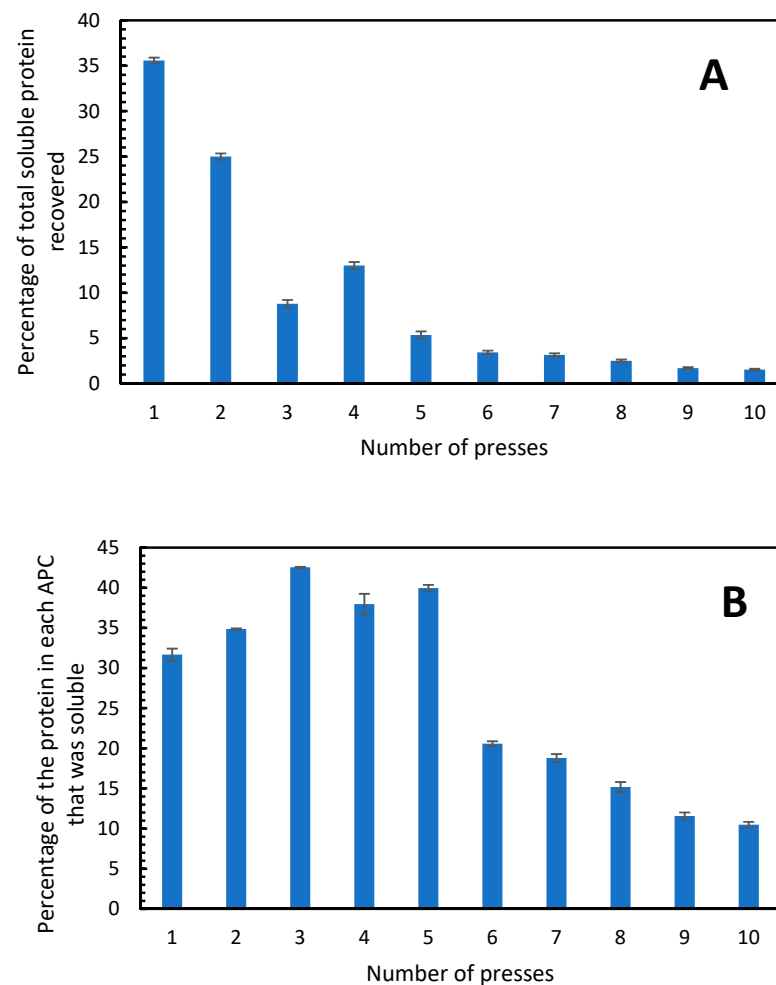 40
35
30
25
20
15
10
5
0
Percentage of total soluble protein
recovered
A
1 2 3 4 5 6 7 8 9 10
Number of presses
45
40
35
30
25
20
15
10
5
0
Percentage of the protein in each APC
that was soluble
B
1 2 3 4 5 6 7 8 9 10
Number of presses